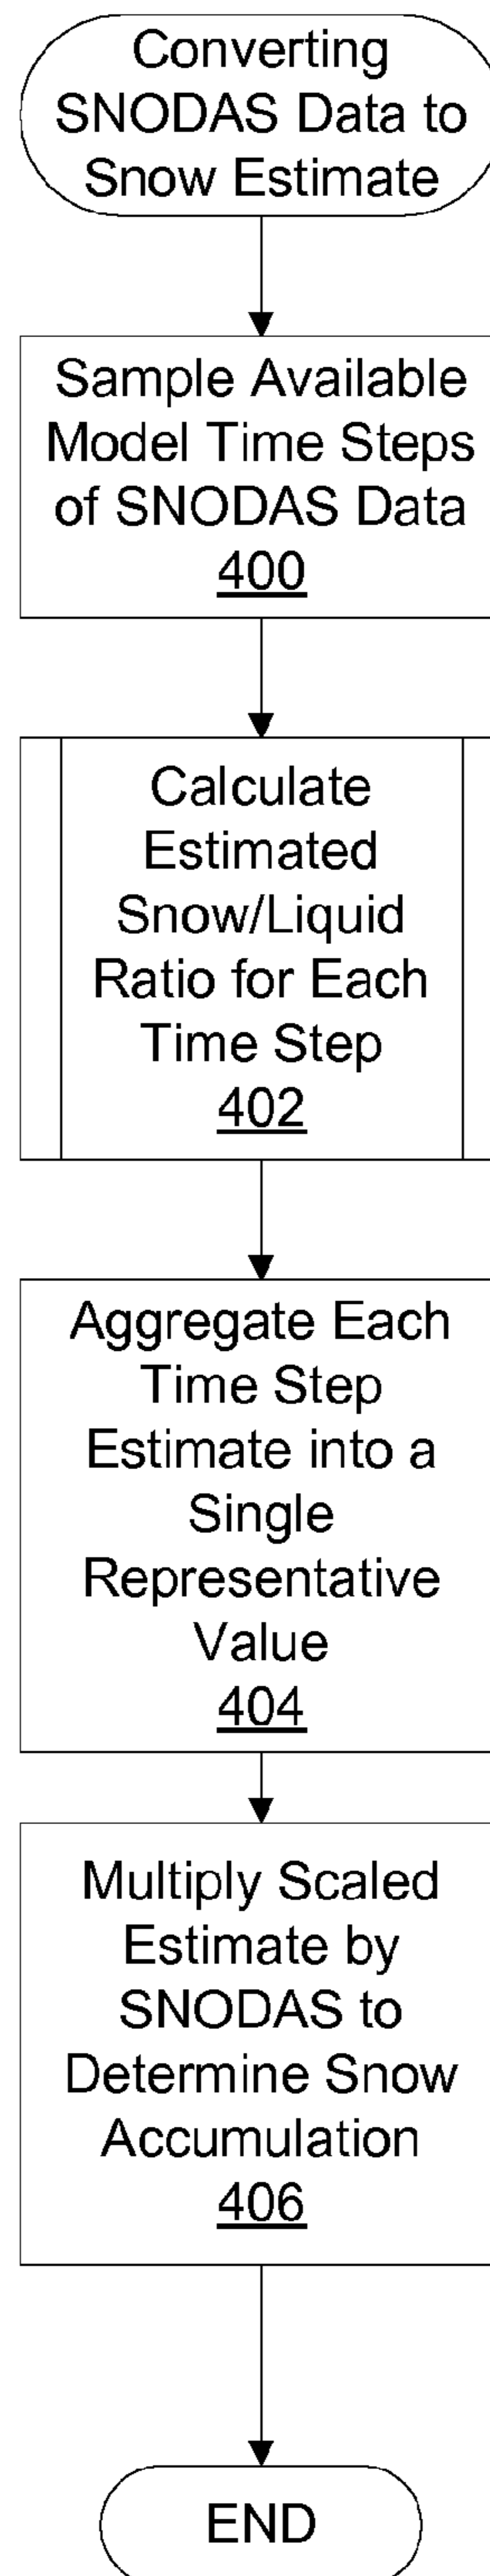 Converting
SNODAS Data to
Snow Estimate
Sample Available
Model Time Steps
of SNODAS Data
400
Calculate
Estimated
Snow/Liquid
Ratio for Each
Time Step
402
Aggregate Each
Time Step
Estimate into a
Single
Representative
Value
404
Multiply Scaled
Estimate by
SNODAS to
Determine Snow
Accumulation
406
END